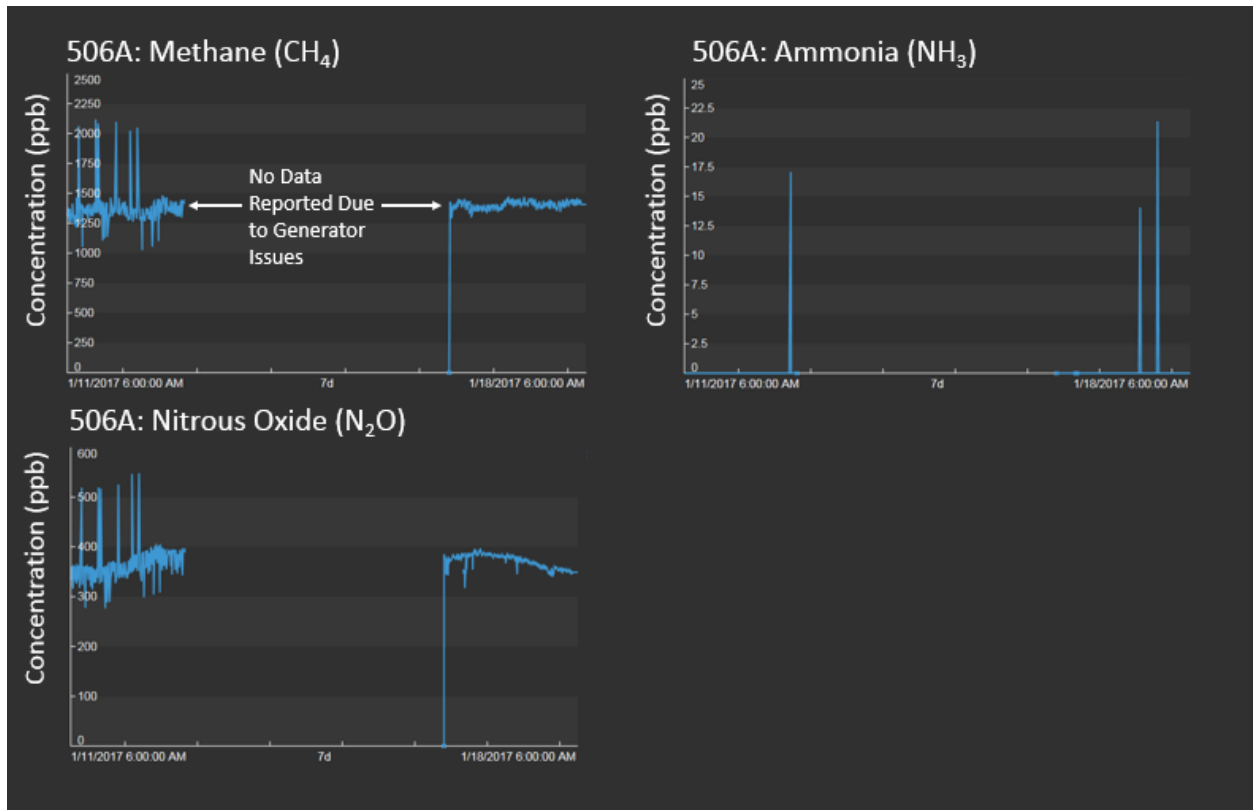 506A: Methane (CH₄)
Concentration (ppb)
2500
2250
2000
1750
1500
1250
1000
750
500
250
0
No Data
Reported Due
to Generator
Issues
1/11/2017 6:00:00 AM 7d 1/18/2017 6:00:00 AM
506A: Ammonia (NH₃)
Concentration (ppb)
25
22.5
20
17.5
15
12.5
10
7.5
5
2.5
0
1/11/2017 6:00:00 AM 7d 1/18/2017 6:00:00 AM
506A: Nitrous Oxide (N₂O)
Concentration (ppb)
600
500
400
300
200
100
0
1/11/2017 6:00:00 AM 7d 1/18/2017 6:00:00 AM